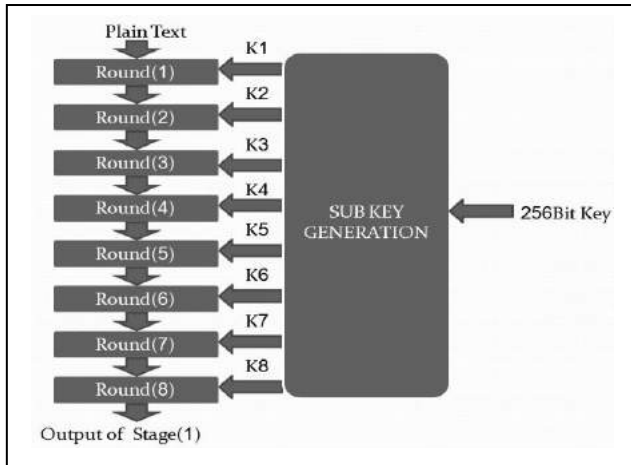 Plain Text
K1
Round(1)
K2
Round(2)
K3
Round(3)
K4
Round(4)
SUB KEY
GENERATION
256Bit Key
K5
Round(5)
K6
Round(6)
K7
Round(7)
K8
Round(8)
Output of Stage(1)